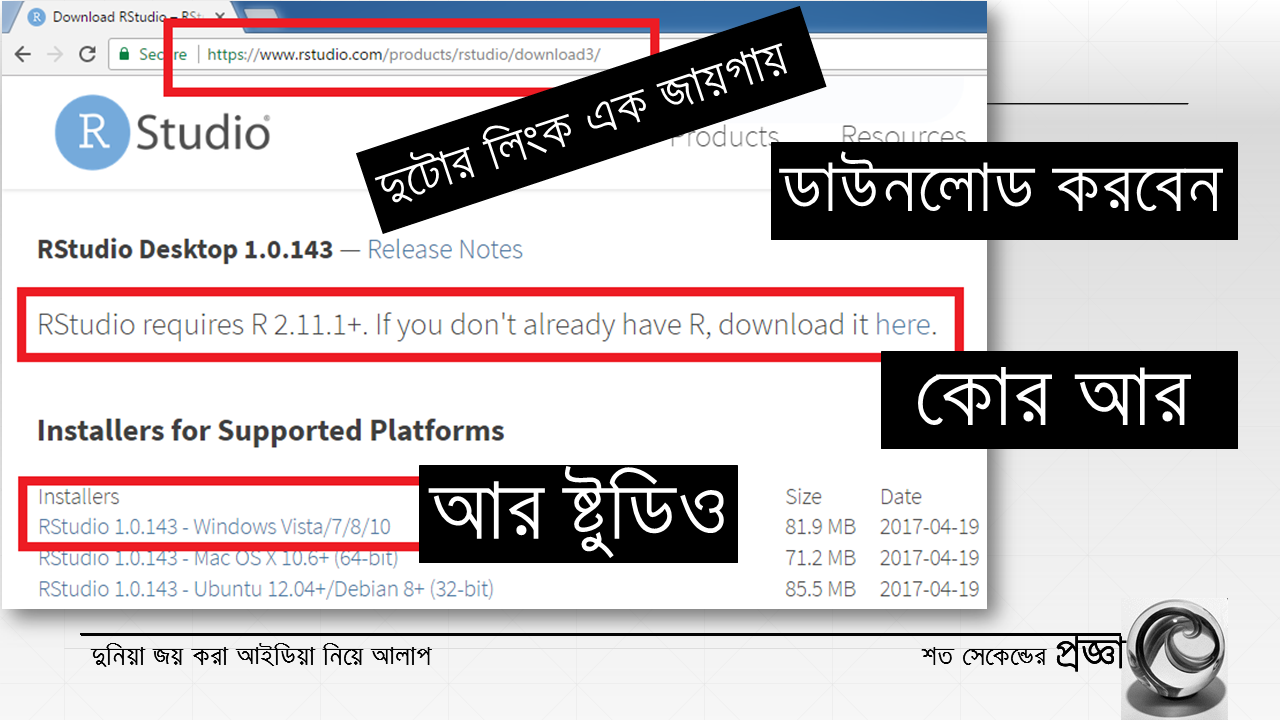 Download RStudio – RSt
Secure | https://www.rstudio.com/products/rstudio/download3/
দুটোর লিংক এক জায়গায়
R Studio
Products Resources
ডাউনলোড করবেন
RStudio Desktop 1.0.143 — Release Notes
RStudio requires R 2.11.1+. If you don't already have R, download it here.
কোর আর
Installers for Supported Platforms
আর ষ্টুডিও
Installers Size Date
RStudio 1.0.143 - Windows Vista/7/8/10 81.9 MB 2017-04-19
RStudio 1.0.143 - Mac OS X 10.6+ (64-bit) 71.2 MB 2017-04-19
RStudio 1.0.143 - Ubuntu 12.04+/Debian 8+ (32-bit) 85.5 MB 2017-04-19
দুনিয়া জয় করা আইডিয়া নিয়ে আলাপ
শত সেকেন্ডের প্রজ্ঞা